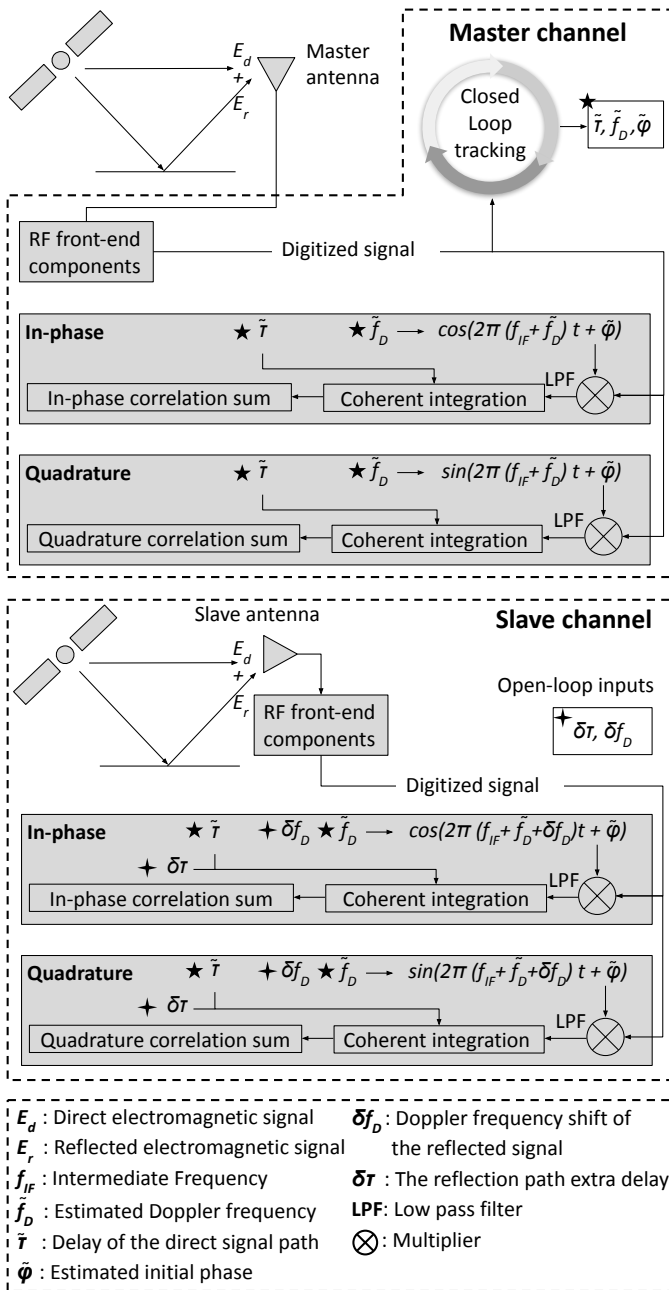 Master channel
E_d
+
E_r
Master
antenna
Closed
Loop
tracking
τ̃, f̃_D, φ̃
RF front-end
components
Digitized signal
In-phase
τ̃
f̃_D
cos(2π (f_IF + f̃_D) t + φ̃)
LPF
In-phase correlation sum
Coherent integration
Quadrature
τ̃
f̃_D
sin(2π (f_IF + f̃_D) t + φ̃)
LPF
Quadrature correlation sum
Coherent integration
Slave antenna
Slave channel
E_d
+
E_r
RF front-end
components
Open-loop inputs
δτ, δf_D
Digitized signal
In-phase
τ̃
δf_D
f̃_D
cos(2π (f_IF + f̃_D+δf_D)t + φ̃)
δτ
LPF
In-phase correlation sum
Coherent integration
Quadrature
τ̃
δf_D
f̃_D
sin(2π (f_IF + f̃_D+δf_D) t + φ̃)
δτ
LPF
Quadrature correlation sum
Coherent integration
E_d : Direct electromagnetic signal
E_r : Reflected electromagnetic signal
f_IF : Intermediate Frequency
f̃_D : Estimated Doppler frequency
τ̃ : Delay of the direct signal path
φ̃ : Estimated initial phase
δf_D : Doppler frequency shift of
the reflected signal
δτ : The reflection path extra delay
LPF: Low pass filter
: Multiplier